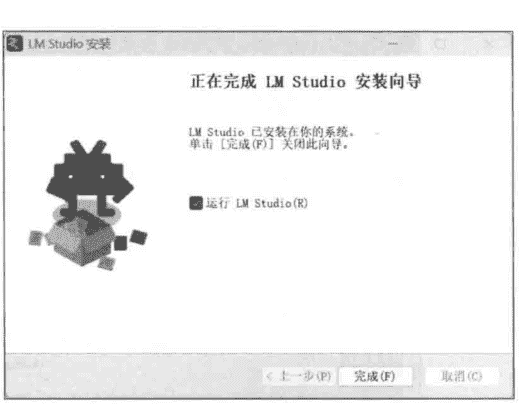 LM Studio 安装
正在完成 LM Studio 安装向导
LM Studio 已安装在你的系统。
单击 [完成(F)] 关闭此向导。
运行 LM Studio(R)
< 上一步(P) 完成(F) 取消(C)